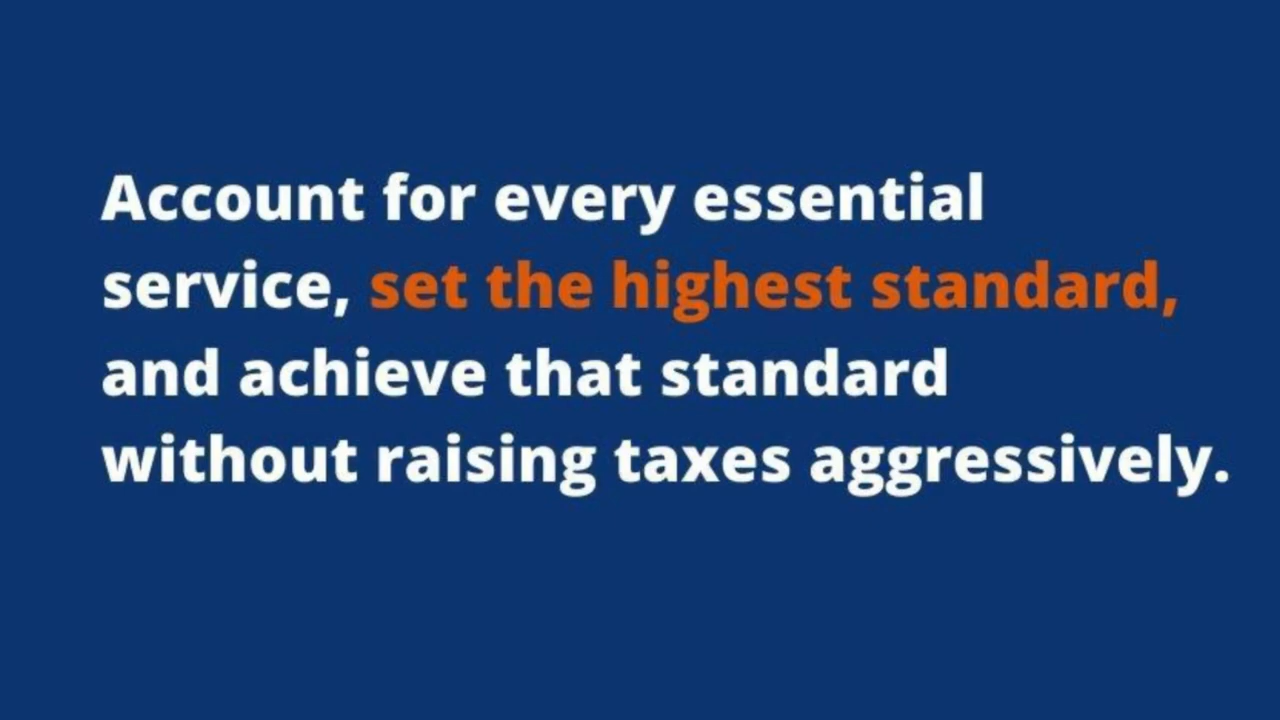 Account for every essential
service, set the highest standard,
and achieve that standard
without raising taxes aggressively.